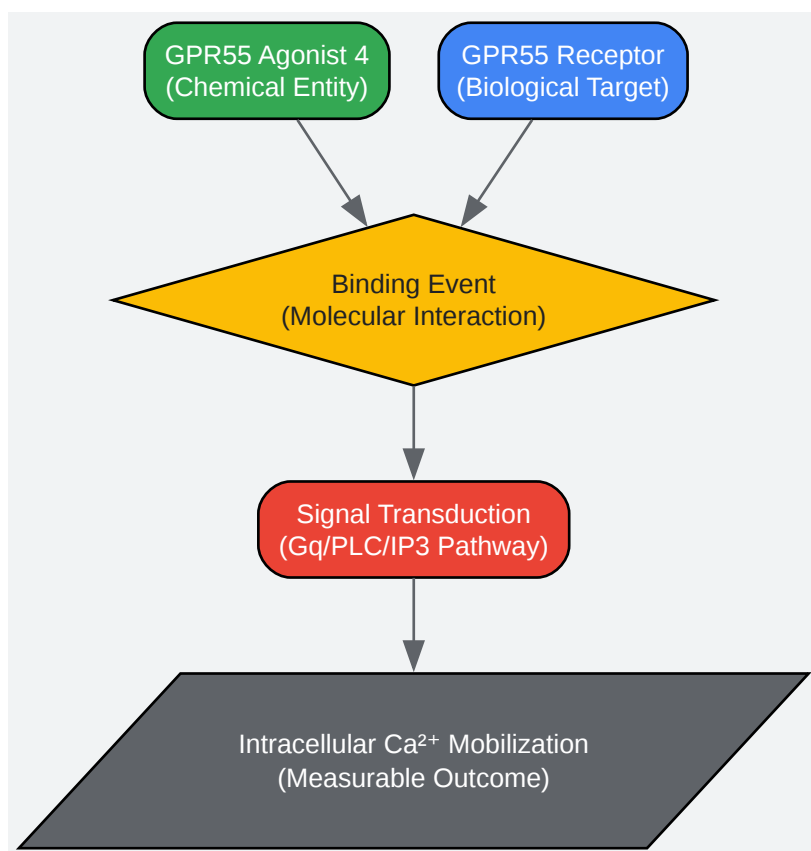 GPR55 Agonist 4
(Chemical Entity)
GPR55 Receptor
(Biological Target)
Binding Event
(Molecular Interaction)
Signal Transduction
(Gq/PLC/IP3 Pathway)
Intracellular Ca²⁺ Mobilization
(Measurable Outcome)